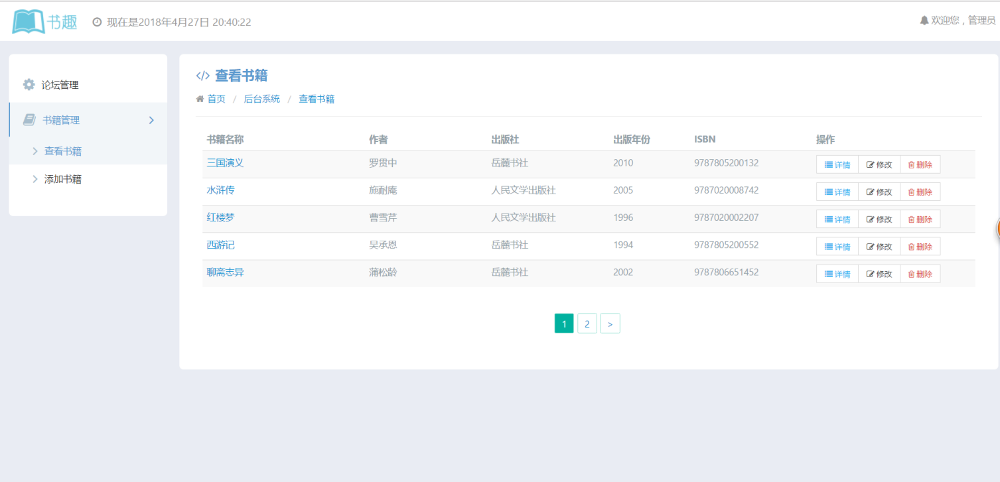 书趣 现在是2018年4月27日 20:40:22 欢迎您，管理员
论坛管理
书籍管理
查看书籍
添加书籍
</> 查看书籍
首页 / 后台系统 / 查看书籍
书籍名称 作者 出版社 出版年份 ISBN 操作
三国演义 罗贯中 岳麓书社 2010 9787805200132 详情 修改 删除
水浒传 施耐庵 人民文学出版社 2005 9787020008742 详情 修改 删除
红楼梦 曹雪芹 人民文学出版社 1996 9787020002207 详情 修改 删除
西游记 吴承恩 岳麓书社 1994 9787805200552 详情 修改 删除
聊斋志异 蒲松龄 岳麓书社 2002 9787806651452 详情 修改 删除
1 2 >